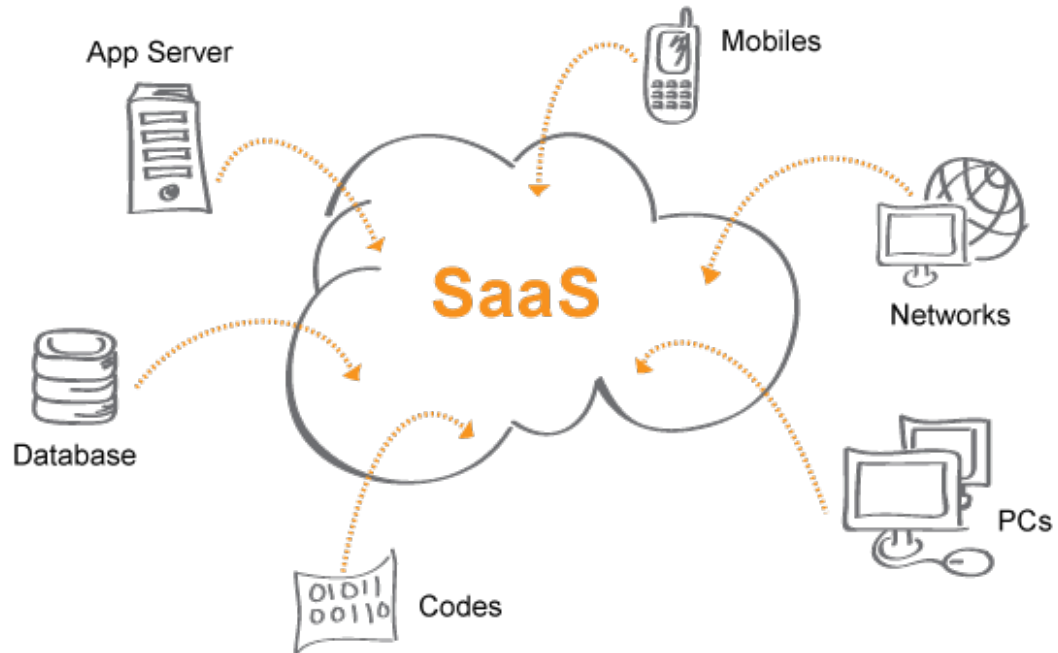 Mobiles
App Server
SaaS
Networks
Database
PCs
01011
00110
Codes